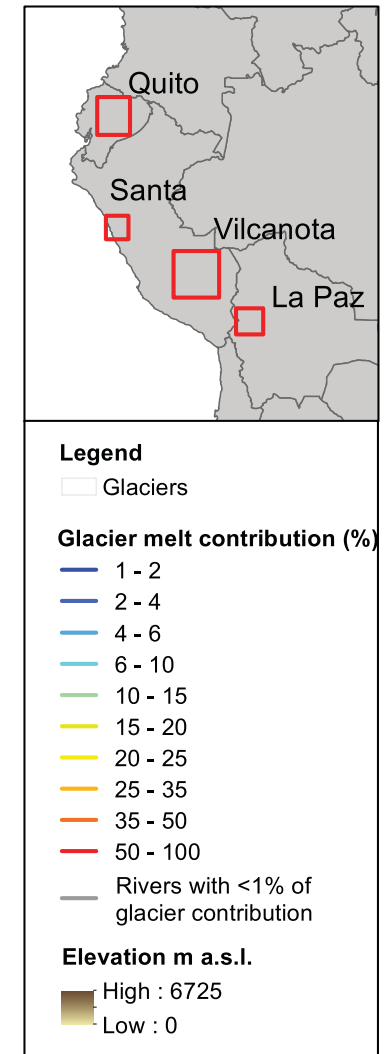 Quito
Santa
Vilcanota
La Paz
Legend
Glaciers
Glacier melt contribution (%)
1 - 2
2 - 4
4 - 6
6 - 10
10 - 15
15 - 20
20 - 25
25 - 35
35 - 50
50 - 100
Rivers with <1% of
glacier contribution
Elevation m a.s.l.
High : 6725
Low : 0